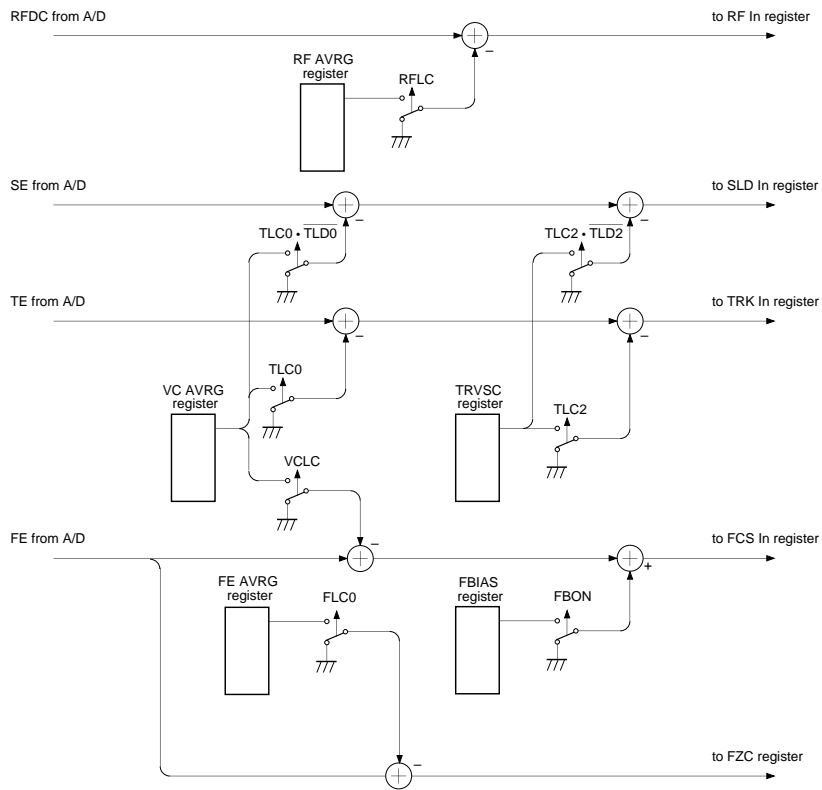 RFDC from A/D
to RF In register
RF AVRG
register
RFLC
–
SE from A/D
to SLD In register
TLC0 • T̅L̅D̅0̅
–
TLC2 • T̅L̅D̅2̅
–
TE from A/D
to TRK In register
–
–
TLC0
VC AVRG
register
TRVSC
register
TLC2
VCLC
FE from A/D
–
to FCS In register
+
FE AVRG
register
FLC0
FBIAS
register
FBON
–
to FZC register